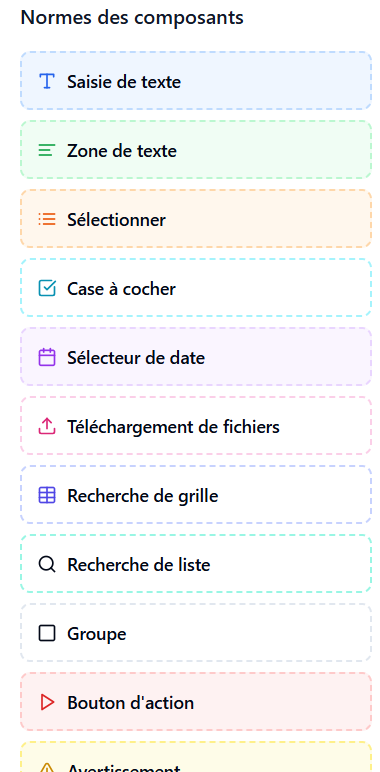 Normes des composants
Saisie de texte
Zone de texte
Sélectionner
Case à cocher
Sélecteur de date
Téléchargement de fichiers
Recherche de grille
Recherche de liste
Groupe
Bouton d'action
Avertissement